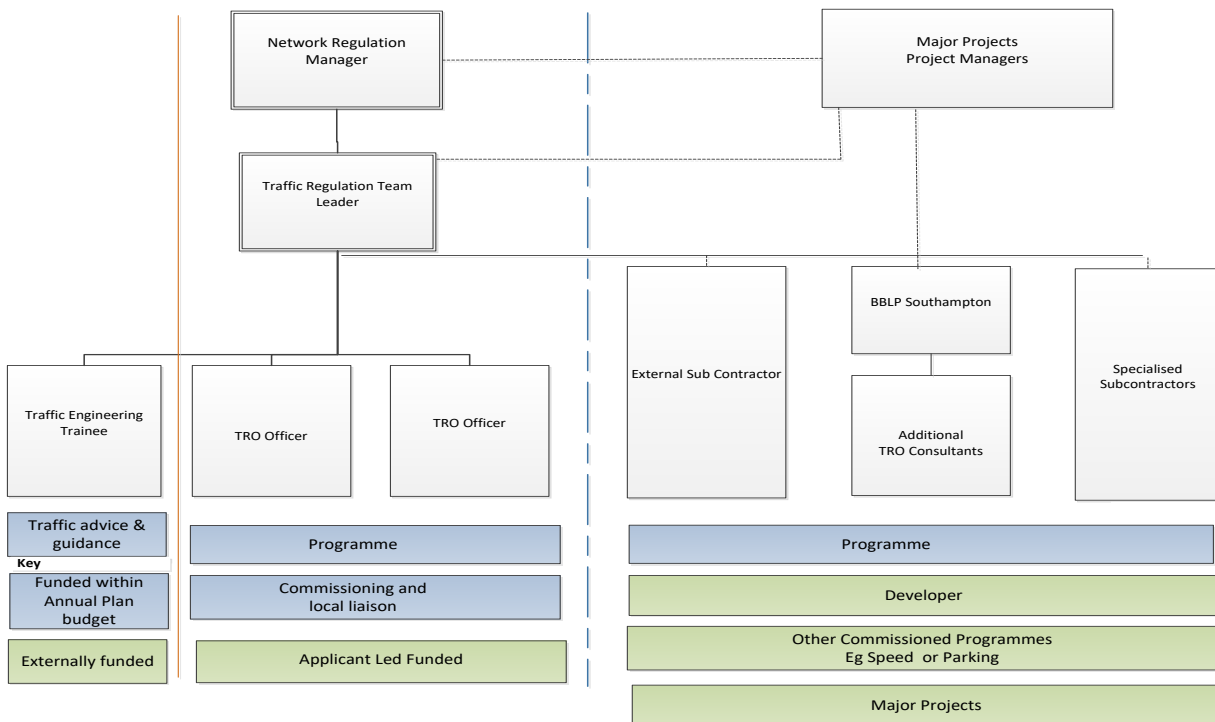 Network Regulation
Manager
Major Projects
Project Managers
Traffic Regulation Team
Leader
External Sub Contractor
BBLP Southampton
Specialised
Subcontractors
Additional
TRO Consultants
Traffic Engineering
Trainee
TRO Officer
TRO Officer
Traffic advice &
guidance
Programme
Programme
Key
Funded within
Annual Plan
budget
Commissioning and
local liaison
Developer
Externally funded
Applicant Led Funded
Other Commissioned Programmes
Eg Speed or Parking
Major Projects